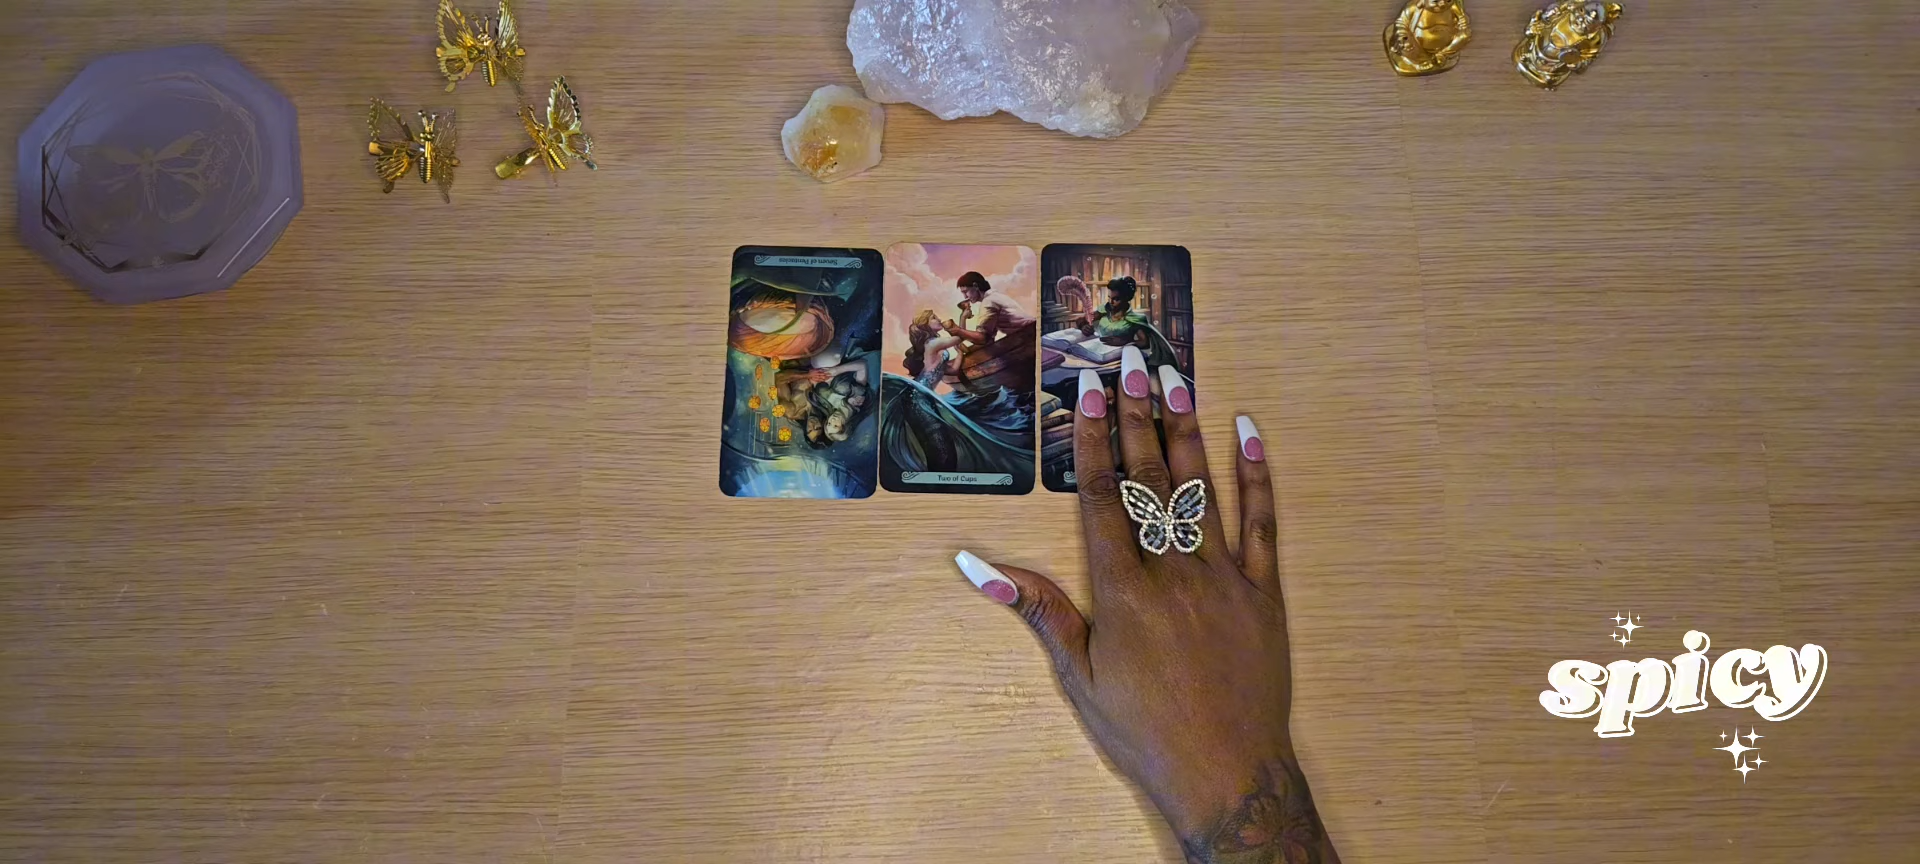 Seven of Pentacles
Two of Cups
spicy